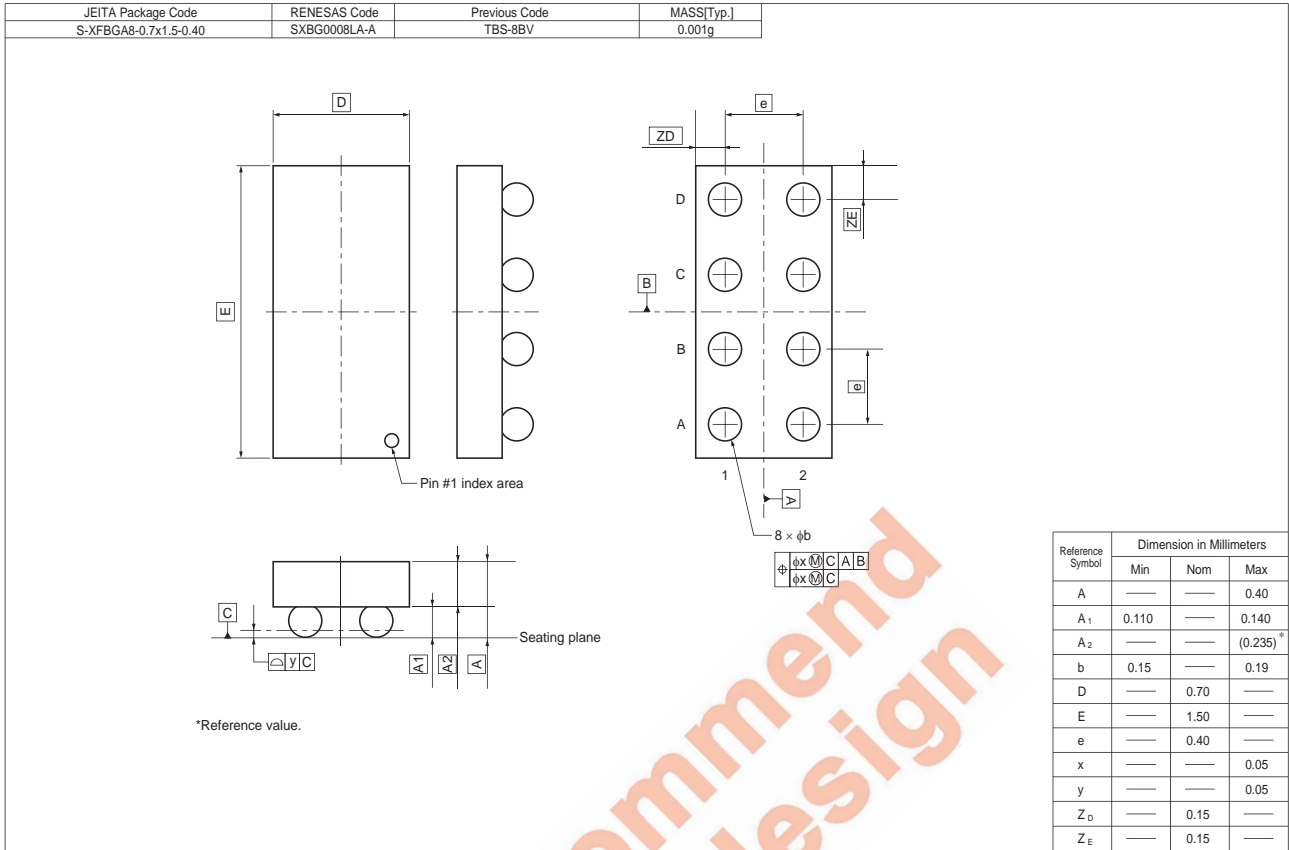 JEITA Package Code RENESAS Code Previous Code MASS[Typ.]
S-XFBGA8-0.7x1.5-0.40 SXBG0008LA-A TBS-8BV 0.001g
D
e
ZD
D
ZE
C
B
E
B
e
A
Pin #1 index area
1 2
A
8 × ϕb
⌖ ϕx Ⓜ C A B
ϕx Ⓜ C
C
Seating plane
y C
A1 A2 A
*Reference value.
Reference Symbol Dimension in Millimeters
Min Nom Max
A —— —— 0.40
A1 0.110 —— 0.140
A2 —— —— (0.235)*
b 0.15 —— 0.19
D —— 0.70 ——
E —— 1.50 ——
e —— 0.40 ——
x —— —— 0.05
y —— —— 0.05
ZD —— 0.15 ——
ZE —— 0.15 ——
design